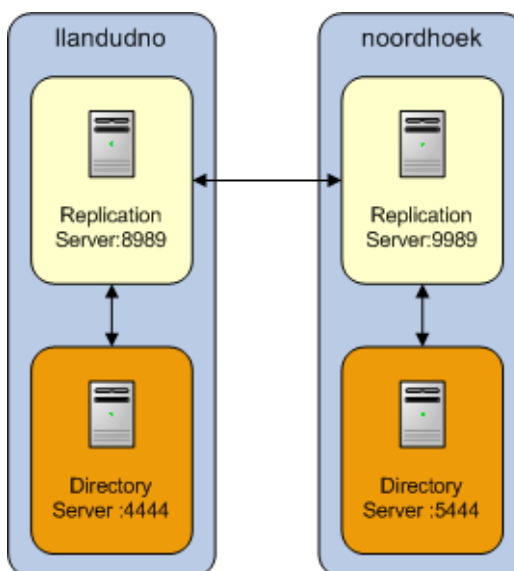 llandudno
Replication
Server:8989
Directory
Server :4444
noordhoek
Replication
Server:9989
Directory
Server :5444